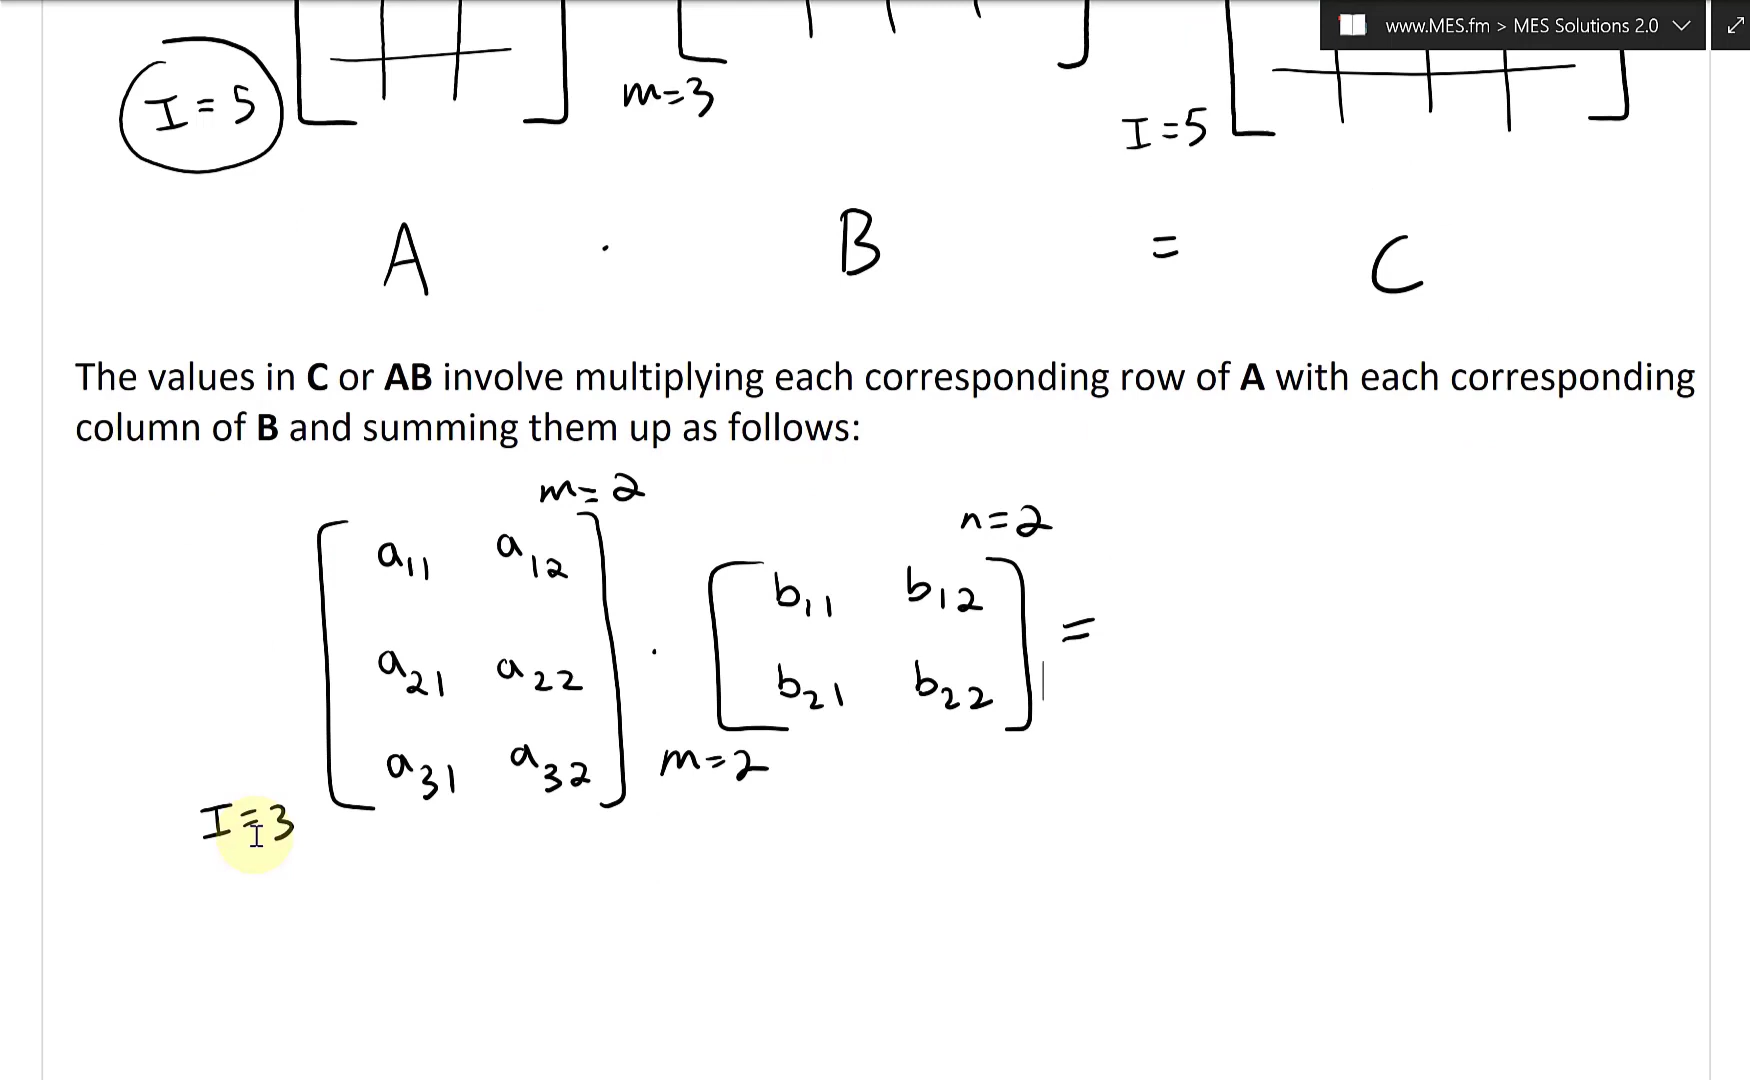 www.MES.fm > MES Solutions 2.0
I = 5
m=3
I = 5
A . B = C
The values in C or AB involve multiplying each corresponding row of A with each corresponding
column of B and summing them up as follows:
m=2
n=2
a11 a12
b11 b12
=
a21 a22
.
b21 b22
a31 a32
m=2
I=3